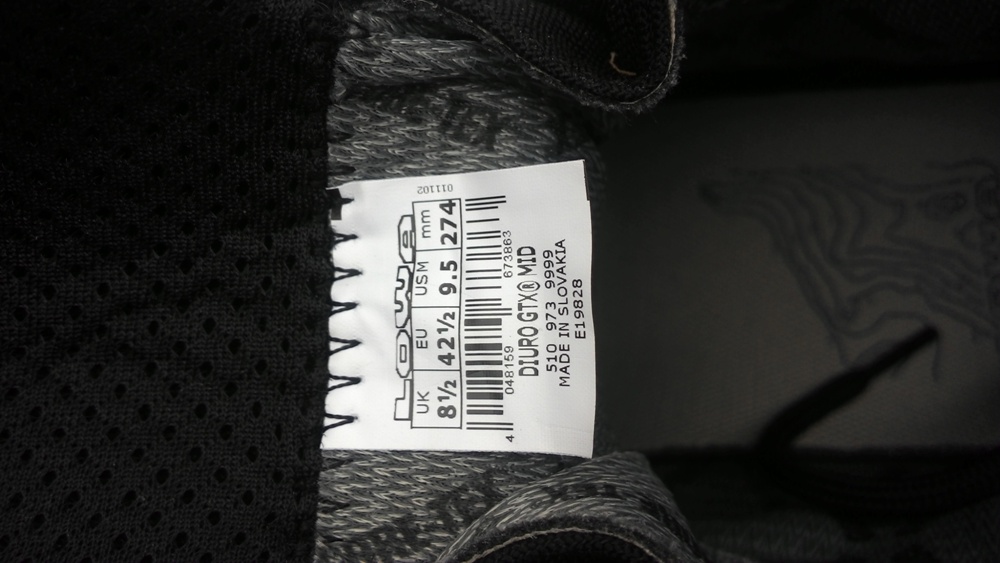 011102
LOWA
UK EU USM mm
8½ 42½ 9.5 274
4 048159 673863
DIURO GTX® MID
510 973 9999
MADE IN SLOVAKIA
E19828